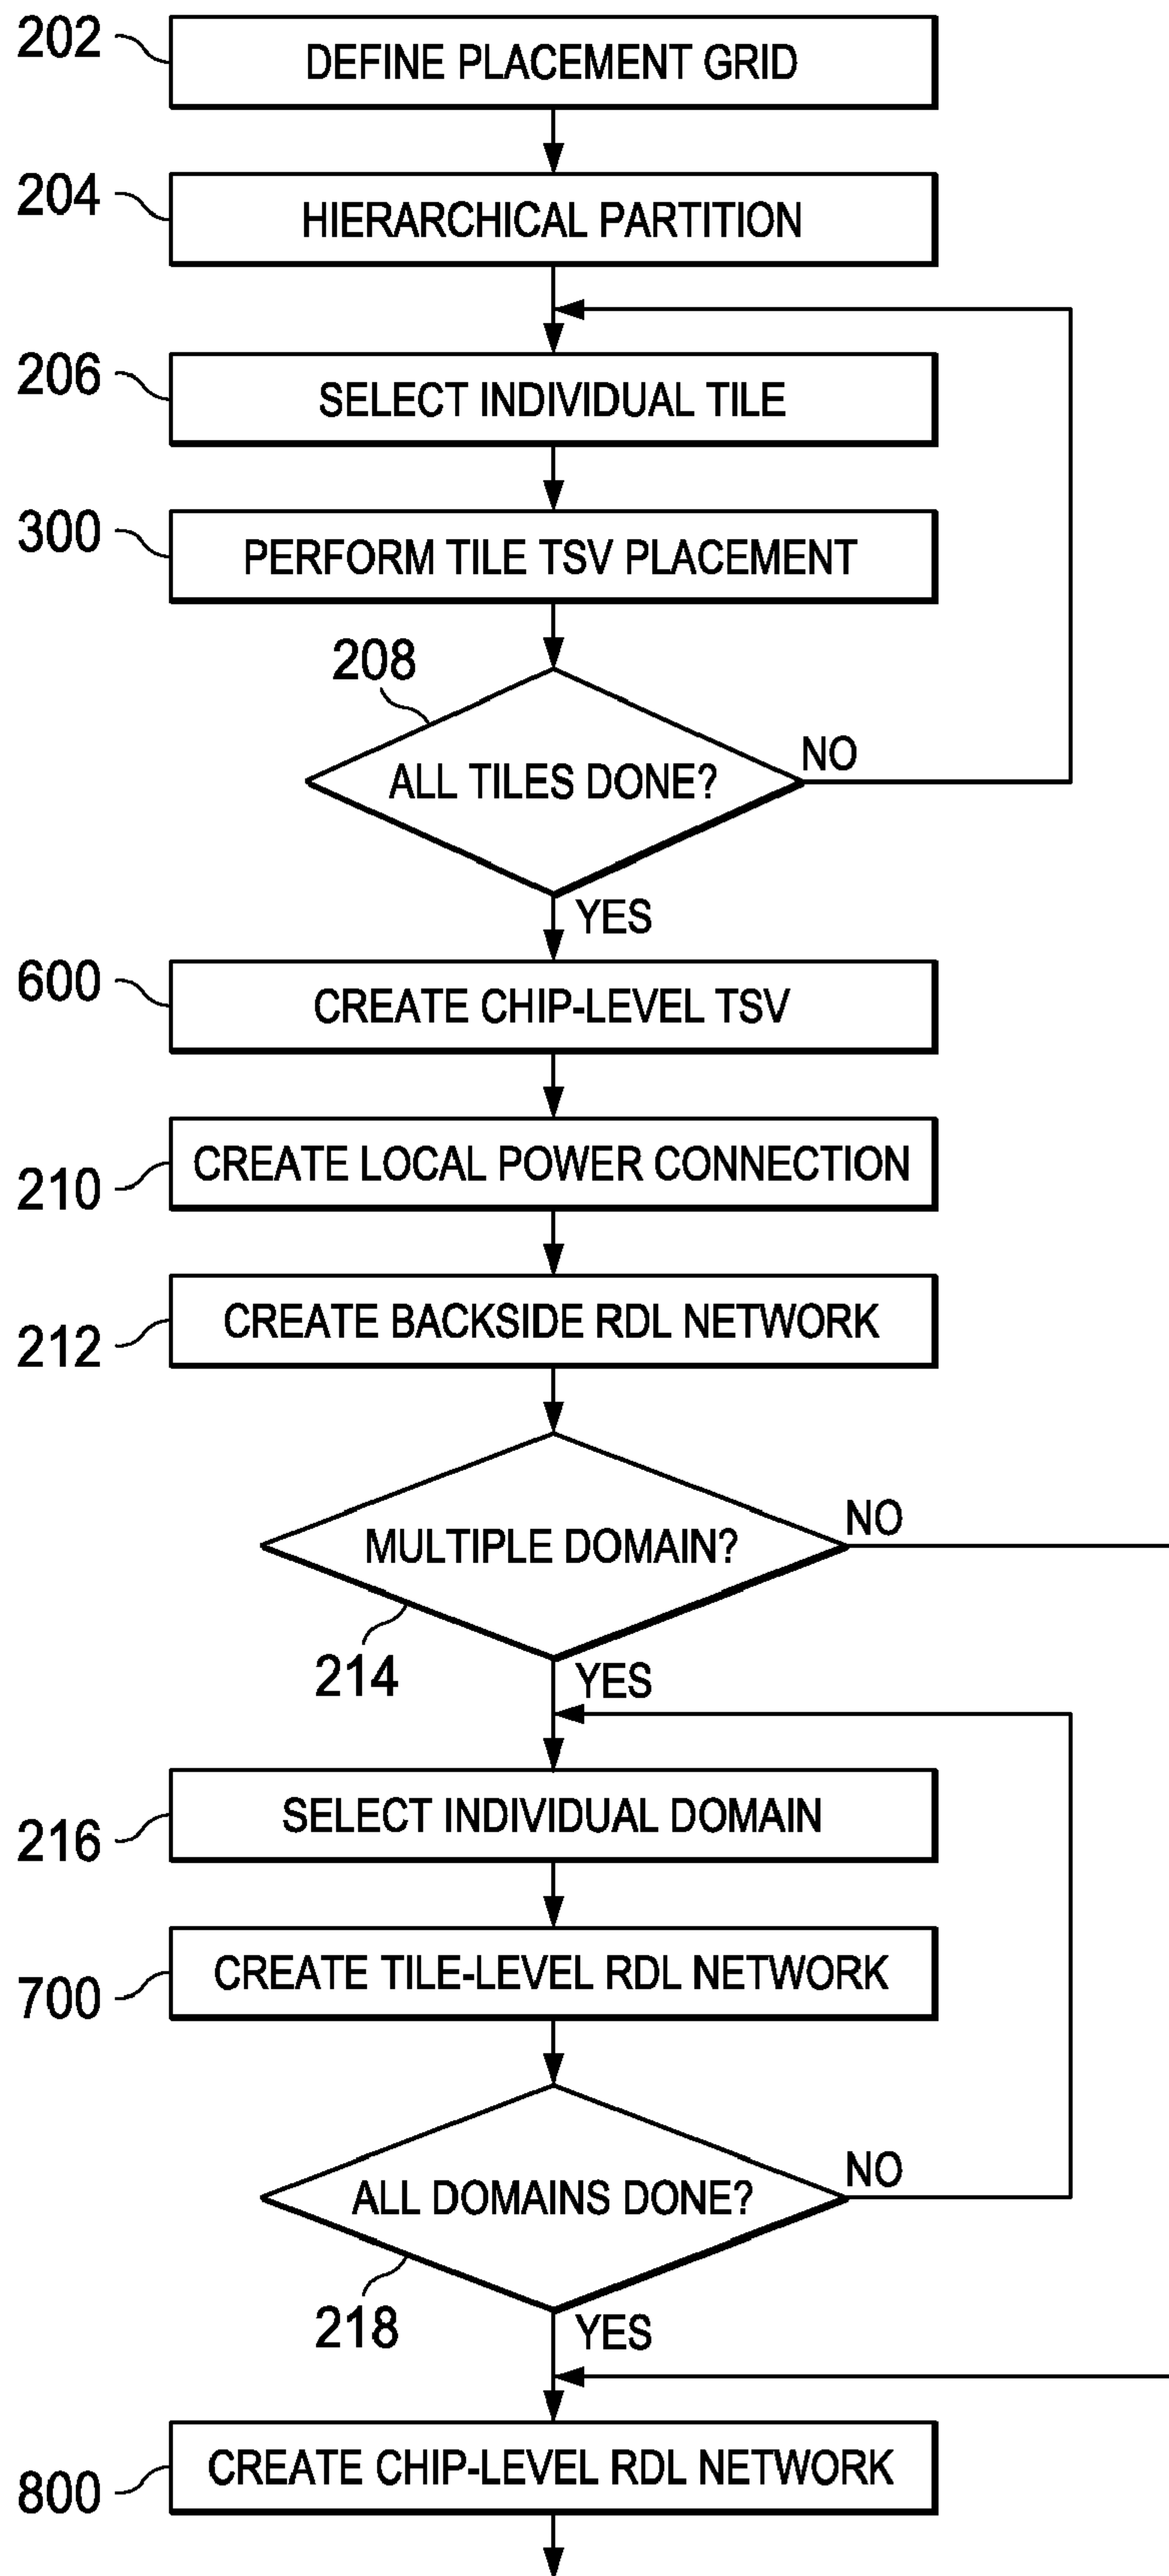 202
DEFINE PLACEMENT GRID
204
HIERARCHICAL PARTITION
206
SELECT INDIVIDUAL TILE
300
PERFORM TILE TSV PLACEMENT
208
ALL TILES DONE?
NO
YES
600
CREATE CHIP-LEVEL TSV
210
CREATE LOCAL POWER CONNECTION
212
CREATE BACKSIDE RDL NETWORK
MULTIPLE DOMAIN?
NO
214
YES
216
SELECT INDIVIDUAL DOMAIN
700
CREATE TILE-LEVEL RDL NETWORK
ALL DOMAINS DONE?
NO
218
YES
800
CREATE CHIP-LEVEL RDL NETWORK